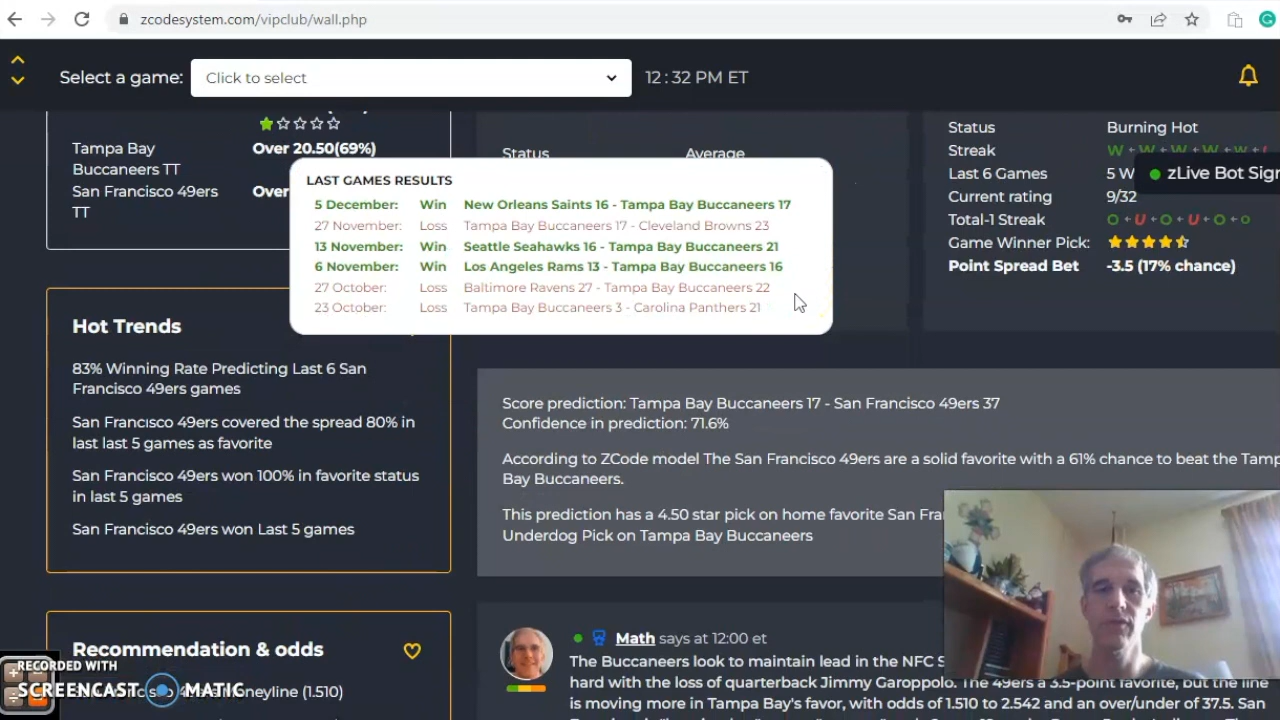 zcodesystem.com/vipclub/wall.php
Select a game: Click to select 12 : 32 PM ET
Tampa Bay
Buccaneers TT
Over 20.50(69%)
San Francisco 49ers
TT
Over
Status Average
LAST GAMES RESULTS
5 December: Win New Orleans Saints 16 - Tampa Bay Buccaneers 17
27 November: Loss Tampa Bay Buccaneers 17 - Cleveland Browns 23
13 November: Win Seattle Seahawks 16 - Tampa Bay Buccaneers 21
6 November: Win Los Angeles Rams 13 - Tampa Bay Buccaneers 16
27 October: Loss Baltimore Ravens 27 - Tampa Bay Buccaneers 22
23 October: Loss Tampa Bay Buccaneers 3 - Carolina Panthers 21
Status Burning Hot
Streak W W W W W
zLive Bot Sign
Last 6 Games 5 W
Current rating 9/32
Total-1 Streak O U O U O O
Game Winner Pick:
Point Spread Bet -3.5 (17% chance)
Hot Trends
83% Winning Rate Predicting Last 6 San
Francisco 49ers games
San Francisco 49ers covered the spread 80% in
last last 5 games as favorite
San Francisco 49ers won 100% in favorite status
in last 5 games
San Francisco 49ers won Last 5 games
Score prediction: Tampa Bay Buccaneers 17 - San Francisco 49ers 37
Confidence in prediction: 71.6%
According to ZCode model The San Francisco 49ers are a solid favorite with a 61% chance to beat the Tamp
Bay Buccaneers.
This prediction has a 4.50 star pick on home favorite San Fra
Underdog Pick on Tampa Bay Buccaneers
Recommendation & odds
moneyline (1.510)
Math says at 12:00 et
The Buccaneers look to maintain lead in the NFC S
hard with the loss of quarterback Jimmy Garoppolo. The 49ers a 3.5-point favorite, but the line
is moving more in Tampa Bay's favor, with odds of 1.510 to 2.542 and an over/under of 37.5. San
RECORDED WITH
SCREENCAST MATIC